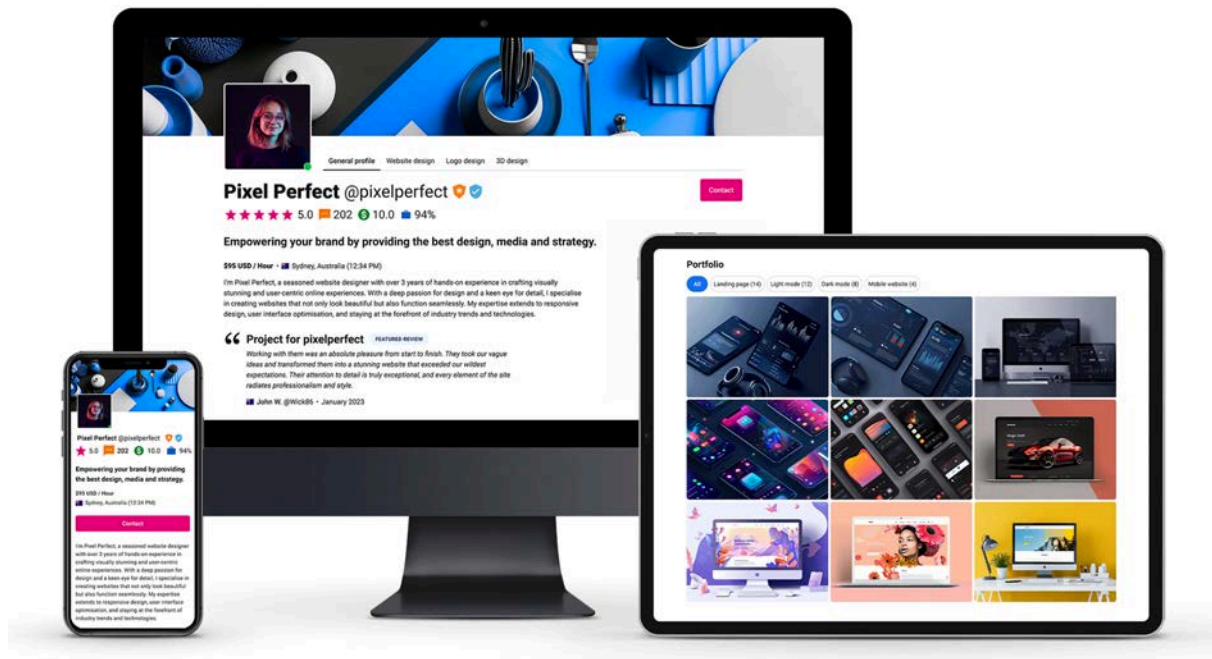 General profile Website design Logo design 3D design
Pixel Perfect @pixelperfect
Contact
5.0 202 10.0 94%
Empowering your brand by providing the best design, media and strategy.
$95 USD / Hour • Sydney, Australia (12:34 PM)
I'm Pixel Perfect, a seasoned website designer with over 3 years of hands-on experience in crafting visually
stunning and user-centric online experiences. With a deep passion for design and a keen eye for detail, I specialise
in creating websites that not only look beautiful but also function seamlessly. My expertise extends to responsive
design, user interface optimisation, and staying at the forefront of industry trends and technologies.
Project for pixelperfect FEATURED REVIEW
Working with them was an absolute pleasure from start to finish. They took our vague
ideas and transformed them into a stunning website that exceeded our wildest
expectations. Their attention to detail is truly exceptional, and every element of the site
radiates professionalism and style.
John W. @Wick86 • January 2023
Pixel Perfect @pixelperfect
5.0 202 10.0 94%
Empowering your brand by providing
the best design, media and strategy.
$95 USD / Hour
Sydney, Australia (12:34 PM)
Contact
I'm Pixel Perfect, a seasoned website designer
with over 3 years of hands-on experience in
crafting visually stunning and user-centric
online experiences. With a deep passion for
design and a keen eye for detail, I specialise in
creating websites that not only look beautiful
but also function seamlessly. My expertise
extends to responsive design, user interface
optimisation, and staying at the forefront of
industry trends and technologies.
Portfolio
All Landing page (14) Light mode (12) Dark mode (8) Mobile website (4)